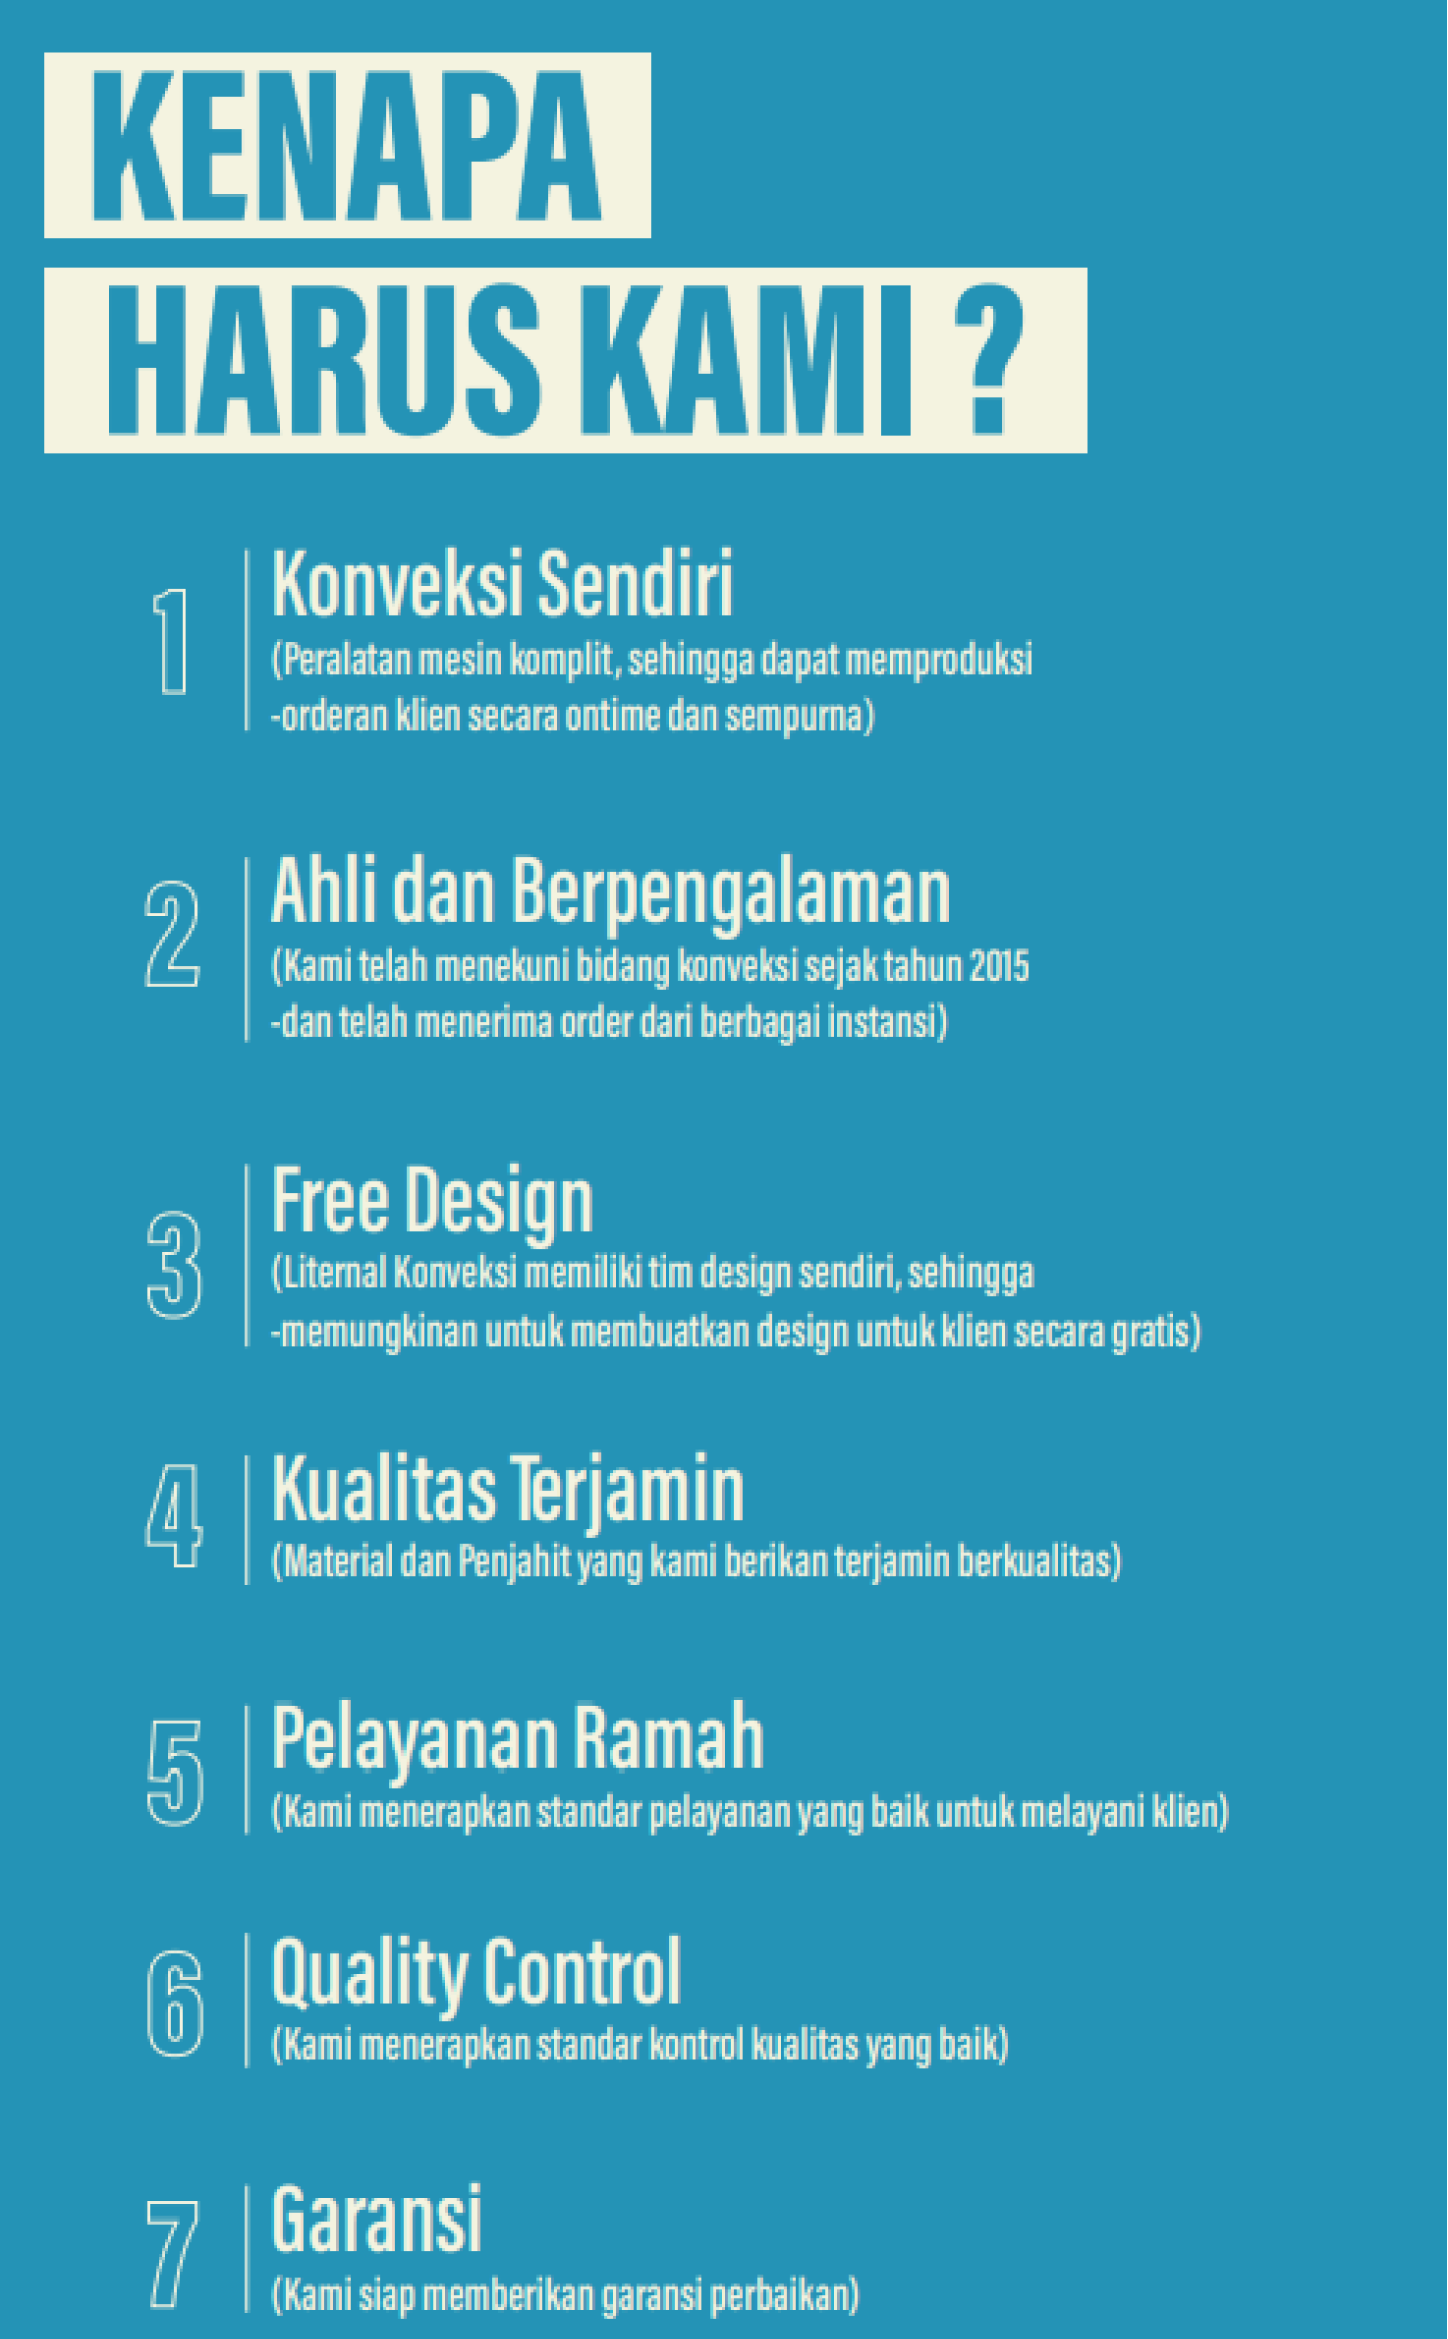 KENAPA
HARUS KAMI ?
1
Konveksi Sendiri
(Peralatan mesin komplit, sehingga dapat memproduksi
-orderan klien secara ontime dan sempurna)
2
Ahli dan Berpengalaman
(Kami telah menekuni bidang konveksi sejak tahun 2015
-dan telah menerima order dari berbagai instansi)
3
Free Design
(Liternal Konveksi memiliki tim design sendiri, sehingga
-memungkinan untuk membuatkan design untuk klien secara gratis)
4
Kualitas Terjamin
(Material dan Penjahit yang kami berikan terjamin berkualitas)
5
Pelayanan Ramah
(Kami menerapkan standar pelayanan yang baik untuk melayani klien)
6
Quality Control
(Kami menerapkan standar kontrol kualitas yang baik)
7
Garansi
(Kami siap memberikan garansi perbaikan)